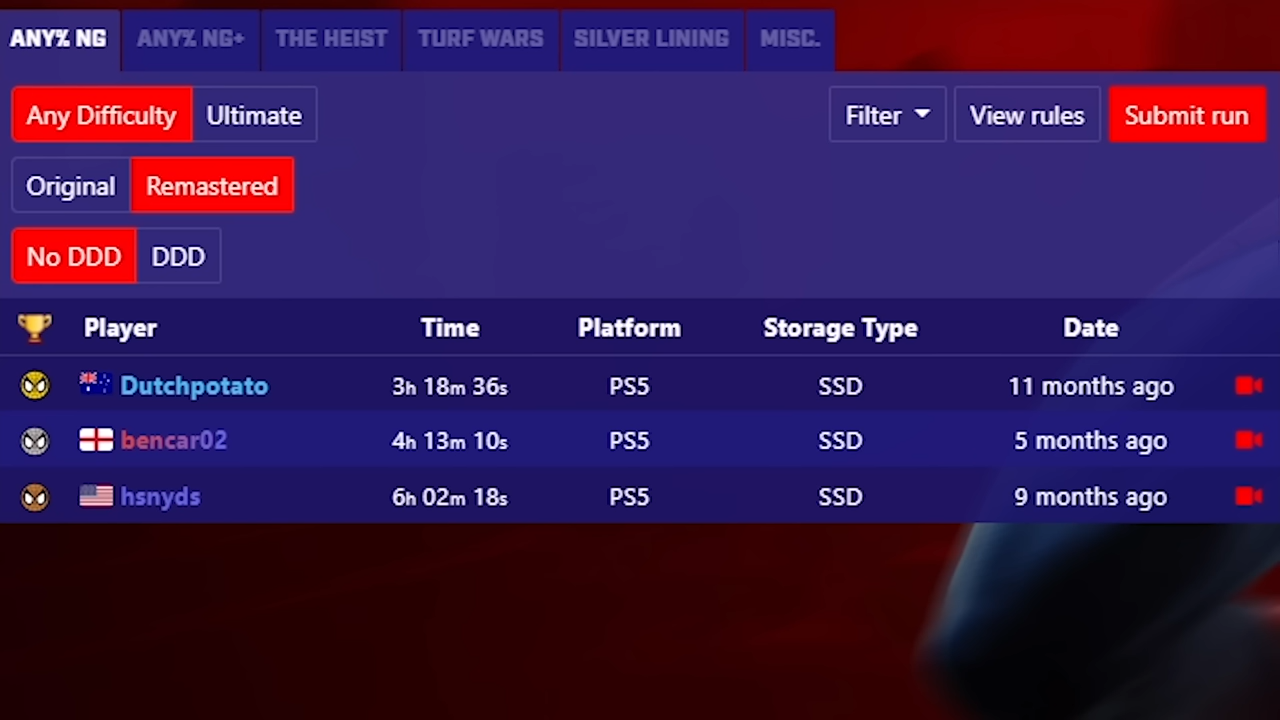 ANY% NG ANY% NG+ THE HEIST TURF WARS SILVER LINING MISC.
Any Difficulty Ultimate Filter View rules Submit run
Original Remastered
No DDD DDD
Player Time Platform Storage Type Date
Dutchpotato 3h 18m 36s PS5 SSD 11 months ago
bencar02 4h 13m 10s PS5 SSD 5 months ago
hsnyds 6h 02m 18s PS5 SSD 9 months ago